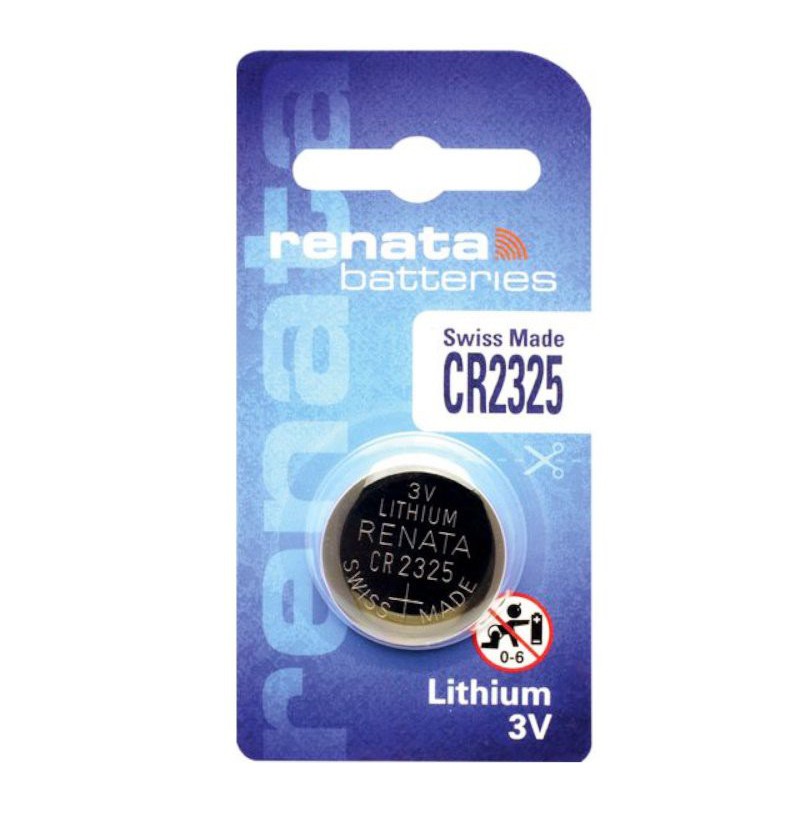 renata
renata
batteries
Swiss Made
CR2325
3V
LITHIUM
RENATA
CR 2325
SWISS + MADE
0-6
Lithium
3V